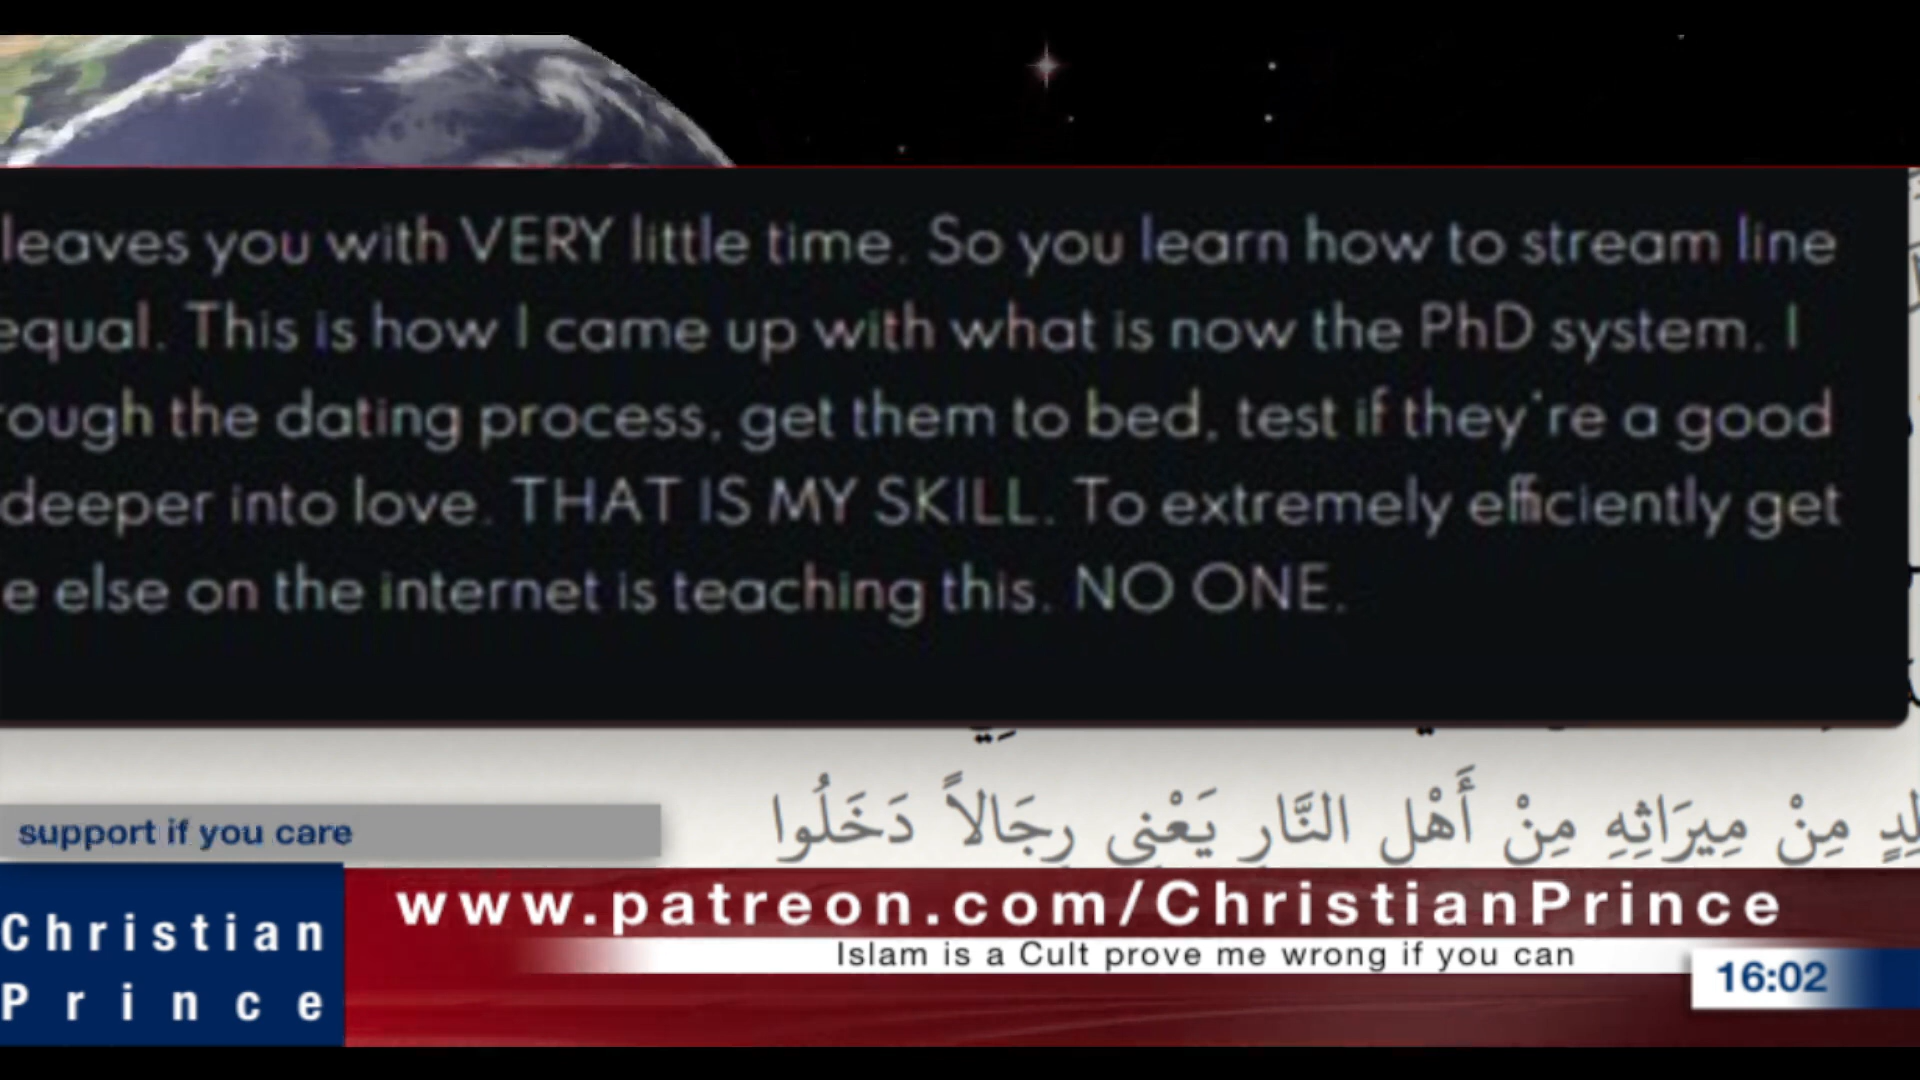 leaves you with VERY little time. So you learn how to stream line
equal. This is how I came up with what is now the PhD system. I
rough the dating process, get them to bed, test if they're a good
deeper into love. THAT IS MY SKILL. To extremely efficiently get
e else on the internet is teaching this. NO ONE.
مِنْ مِيرَاثِهِ مِنْ أَهْلِ النَّارِ يَعْنِي رِجَالاً دَخَلُوا
support if you care
Christian
Prince
www.patreon.com/ChristianPrince
Islam is a Cult prove me wrong if you can
16:02